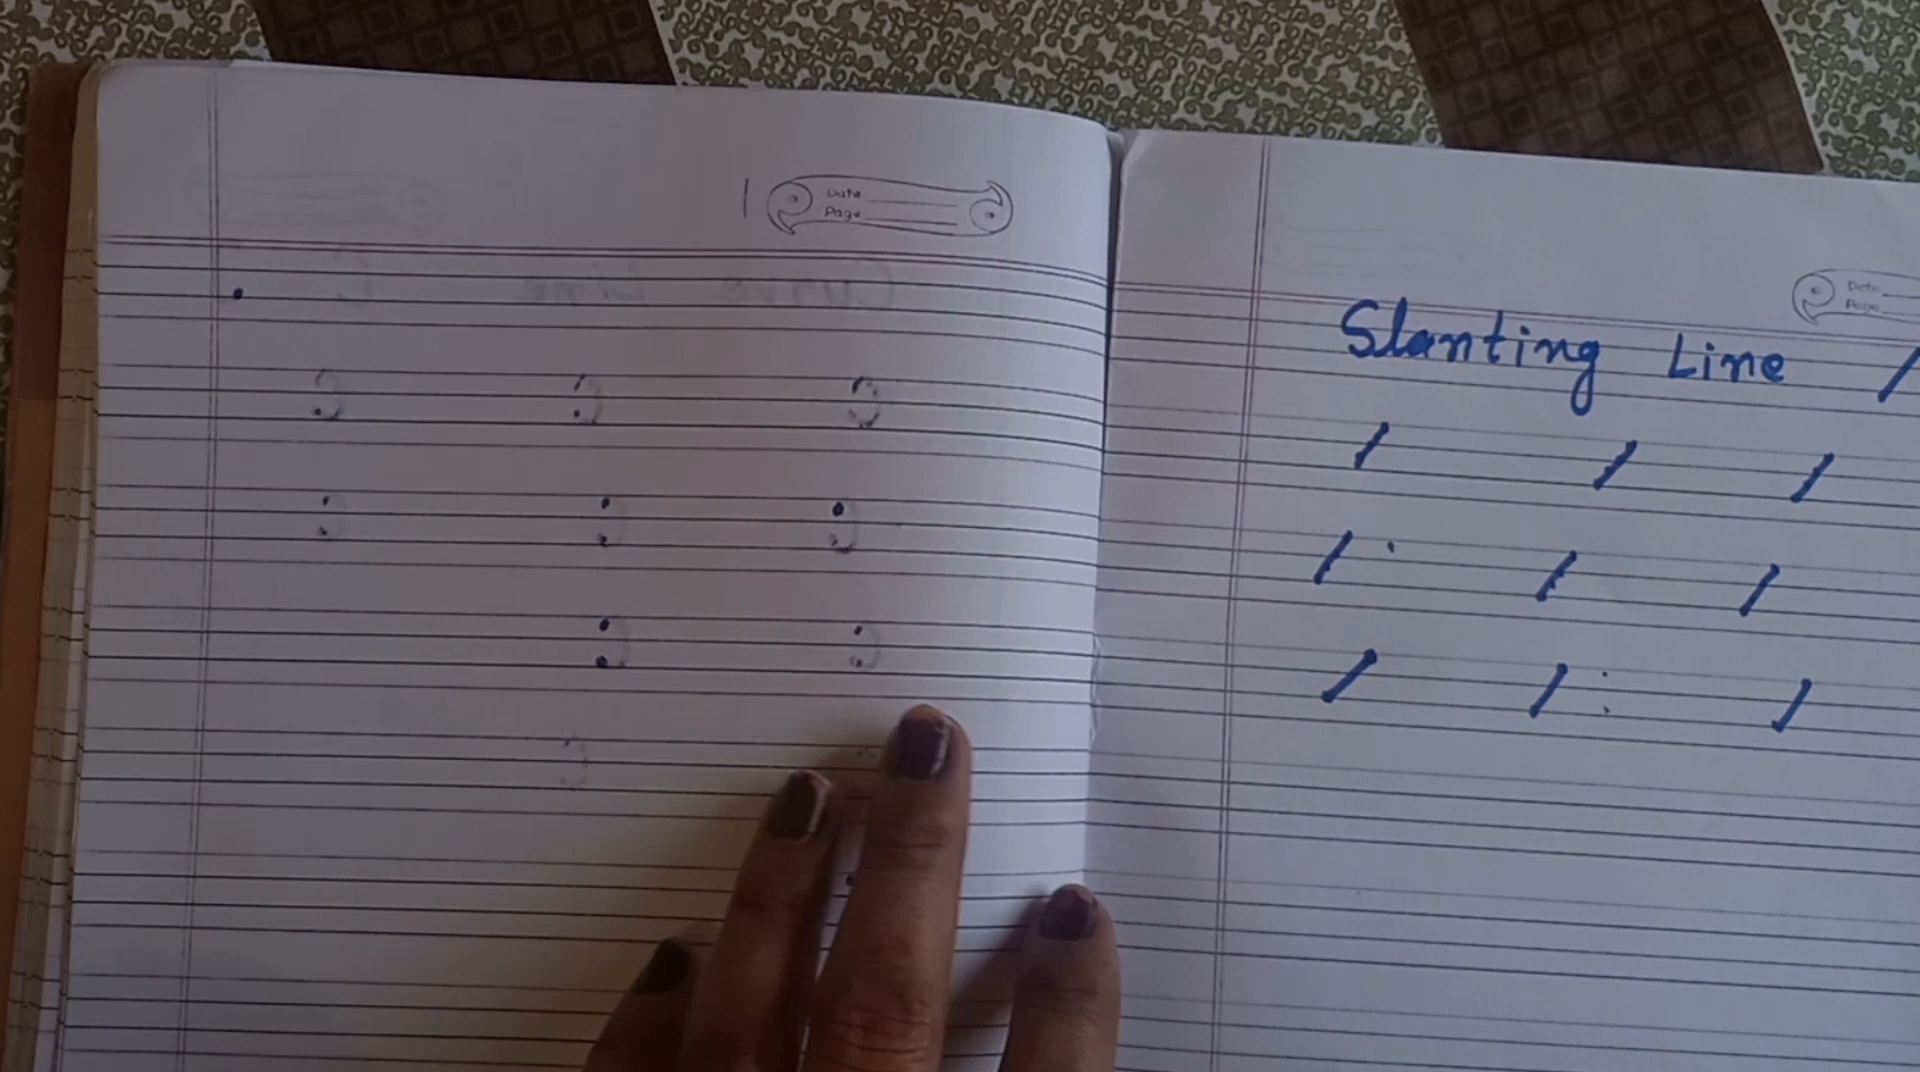 Date
Page
Date
Page
Slanting Line /
/ / /
/ / /
/ / /